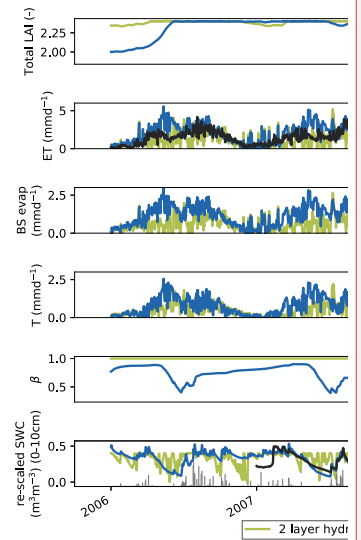 Total LAI (-)
2.25
2.00
ET
(mmd⁻¹)
5
0
BS evap
(mmd⁻¹)
2.5
0.0
T (mmd⁻¹)
2.5
0.0
β
1.0
0.5
re-scaled SWC
(m³m⁻³) (0-10cm)
0.5
0.0
2006
2007
2 layer hydr